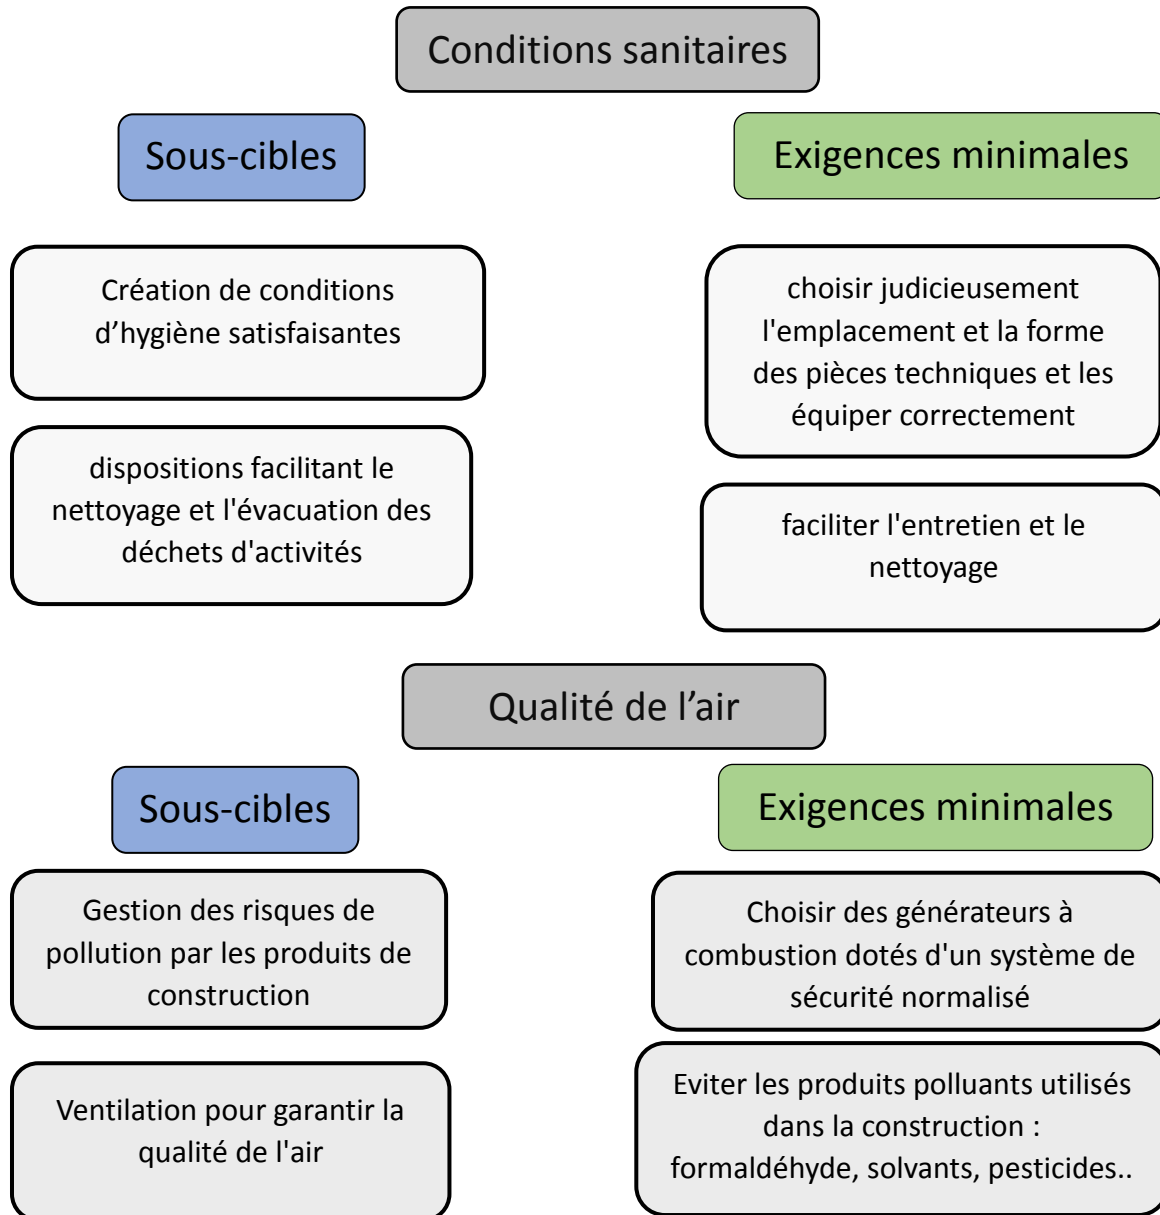 Conditions sanitaires
Sous-cibles
Exigences minimales
Création de conditions
d’hygiène satisfaisantes
dispositions facilitant le
nettoyage et l'évacuation des
déchets d'activités
choisir judicieusement
l'emplacement et la forme
des pièces techniques et les
équiper correctement
faciliter l'entretien et le
nettoyage
Qualité de l’air
Sous-cibles
Exigences minimales
Gestion des risques de
pollution par les produits de
construction
Ventilation pour garantir la
qualité de l'air
Choisir des générateurs à
combustion dotés d'un système de
sécurité normalisé
Eviter les produits polluants utilisés
dans la construction :
formaldéhyde, solvants, pesticides..